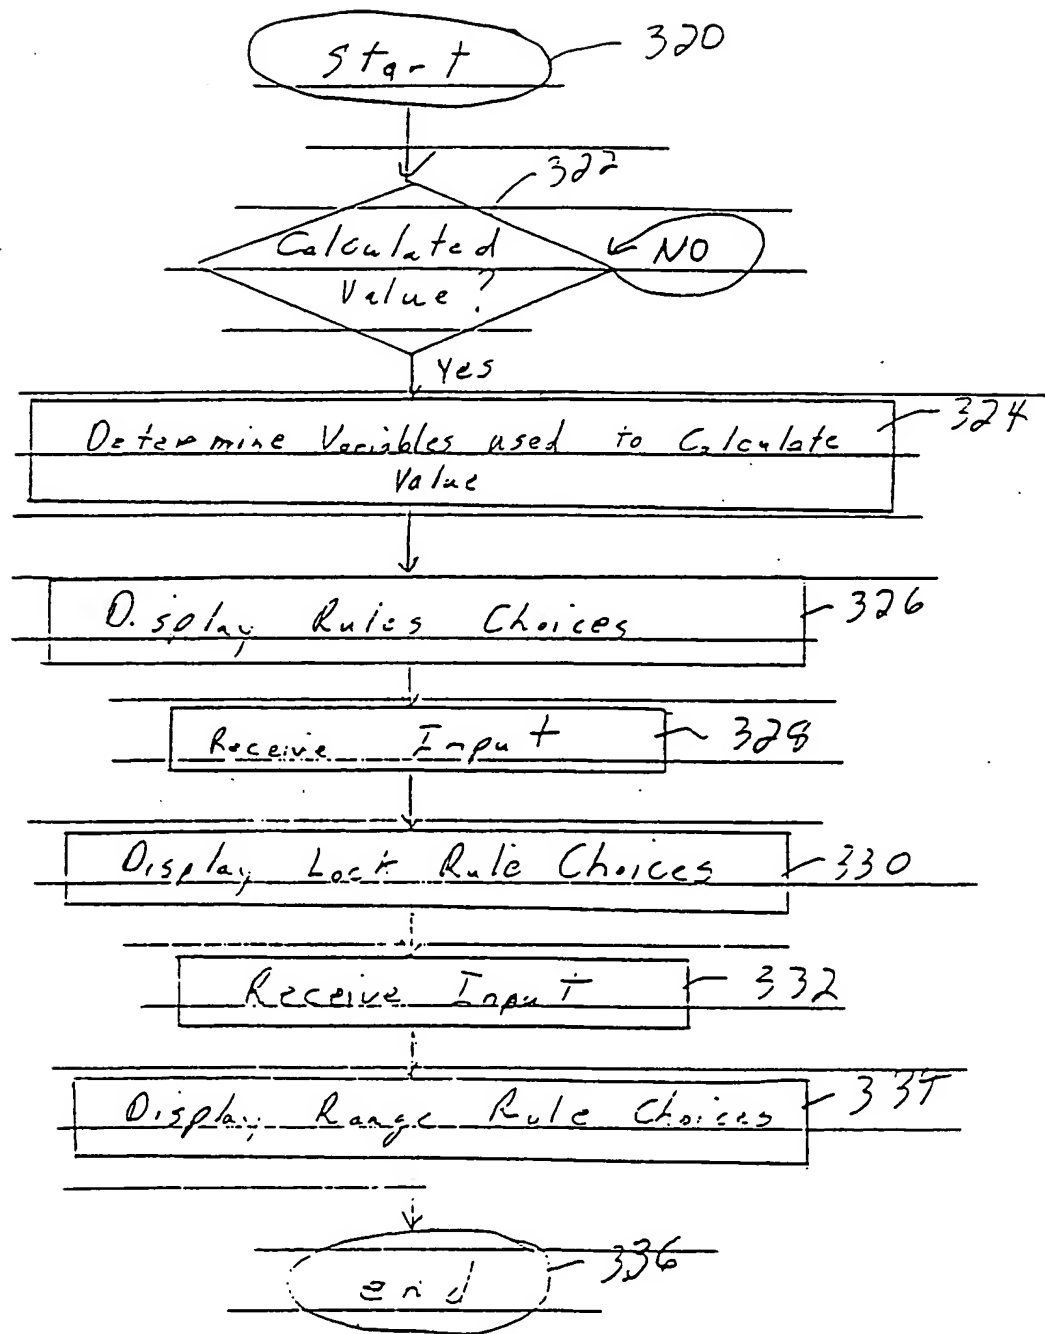 Start 320
322
Calculated
Value?
NO
Yes
324
Determine Variables used to Calculate
Value
Display Rules Choices 326
Receive Input 328
Display Lock Rule Choices 330
Receive Input 332
Display Range Rule Choices 334
end 336